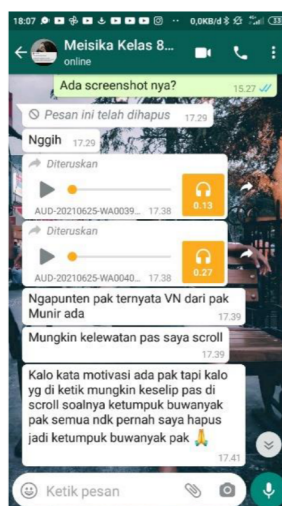 18:07
0,0KB/d
33
Meisika Kelas 8...
online
Ada screenshot nya?
15.27
Pesan ini telah dihapus 17.29
Nggih 17.29
Diteruskan
0.13
AUD-20210625-WA0039... 17.38
Diteruskan
0.27
AUD-20210625-WA0040... 17.38
Ngapunten pak ternyata VN dari pak
Munir ada
17.39
Mungkin kelewatan pas saya scroll
17.39
Kalo kata motivasi ada pak tapi kalo
yg di ketik mungkin keselip pas di
scroll soalnya ketumpuk buwanyak
pak semua ndk pernah saya hapus
jadi ketumpuk buwanyak pak 🙏
17.41
Ketik pesan